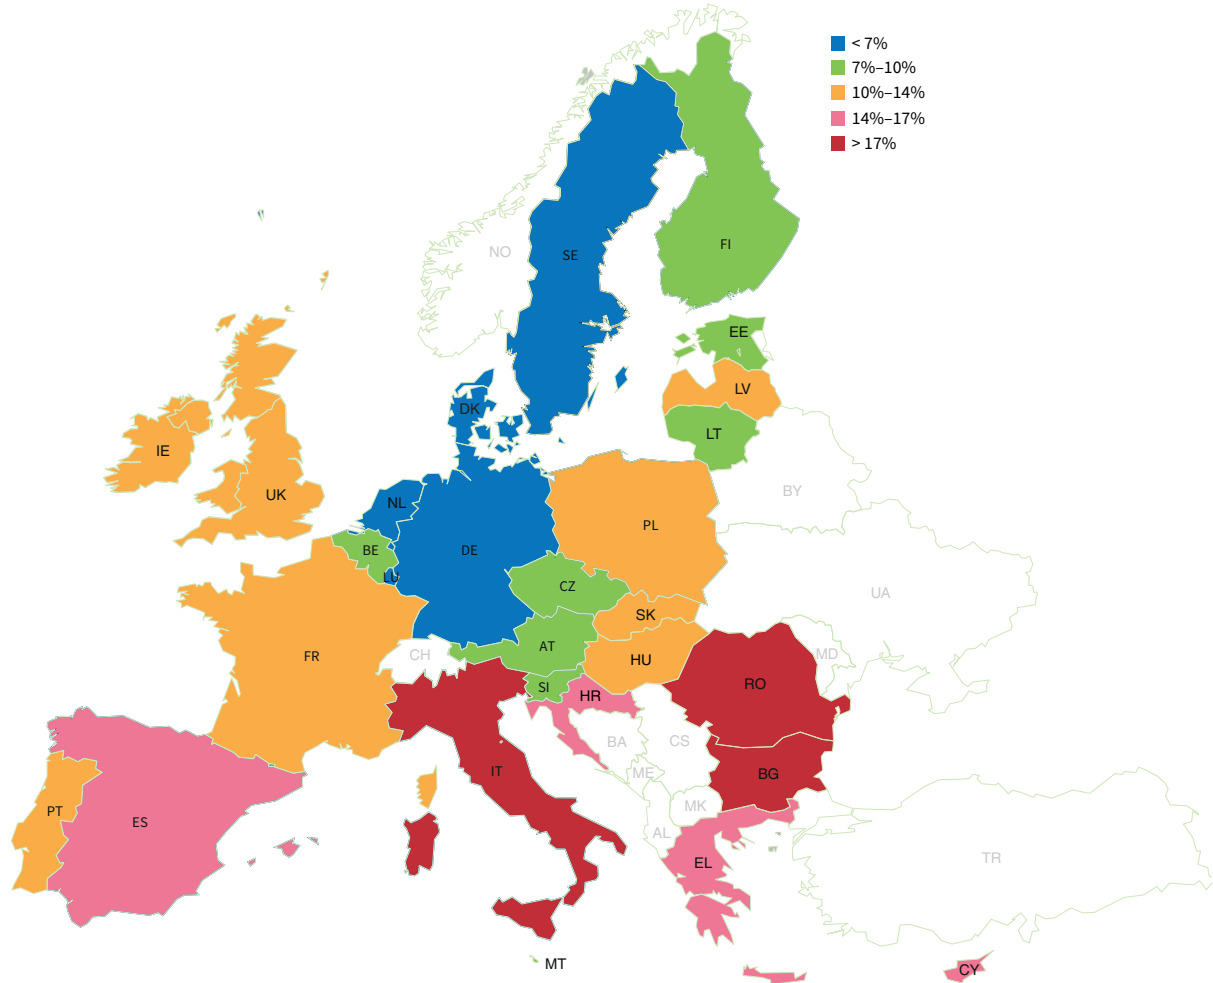 < 7%
7%–10%
10%–14%
14%–17%
> 17%
NO
SE
FI
EE
LV
DK
LT
IE
UK
BY
NL
PL
BE
DE
LU
CZ
UA
SK
AT
FR
CH
HU
MD
SI
HR
RO
BA
CS
IT
ME
BG
MK
PT
ES
AL
EL
TR
MT
CY